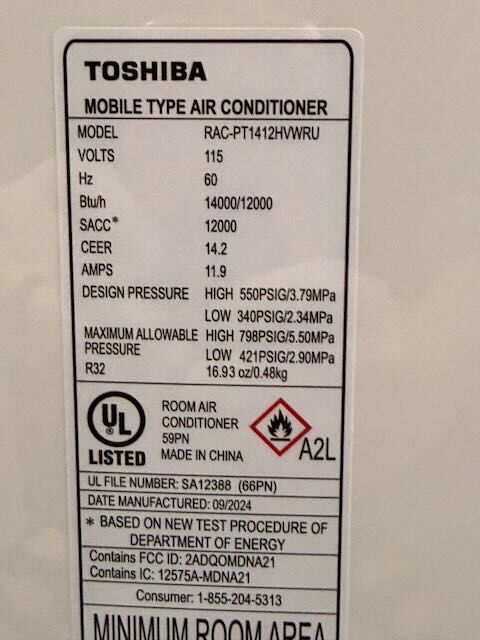 TOSHIBA
MOBILE TYPE AIR CONDITIONER
MODEL RAC-PT1412HVWRU
VOLTS 115
Hz 60
Btu/h 14000/12000
SACC* 12000
CEER 14.2
AMPS 11.9
DESIGN PRESSURE HIGH 550PSIG/3.79MPa
LOW 340PSIG/2.34MPa
MAXIMUM ALLOWABLE PRESSURE HIGH 798PSIG/5.50MPa
LOW 421PSIG/2.90MPa
R32 16.93 oz/0.48kg
UL
LISTED
ROOM AIR
CONDITIONER
59PN
MADE IN CHINA
A2L
UL FILE NUMBER: SA12388 (66PN)
DATE MANUFACTURED: 09/2024
* BASED ON NEW TEST PROCEDURE OF
DEPARTMENT OF ENERGY
Contains FCC ID: 2ADQOMDNA21
Contains IC: 12575A-MDNA21
Consumer: 1-855-204-5313
MINIMUM ROOM AREA